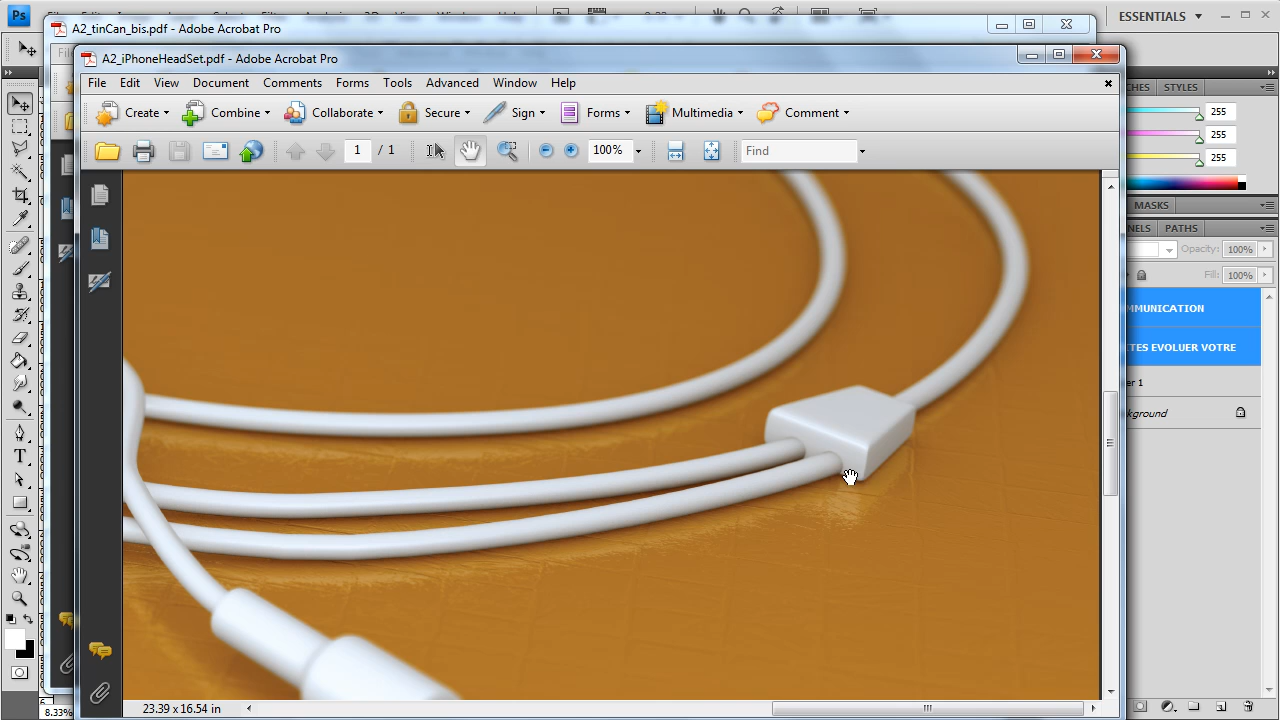 Ps
ESSENTIALS
A2_tinCan_bis.pdf - Adobe Acrobat Pro
A2_iPhoneHeadSet.pdf - Adobe Acrobat Pro
File Edit View Document Comments Forms Tools Advanced Window Help
Create Combine Collaborate Secure Sign Forms Multimedia Comment
1 / 1 100% Find
CHES STYLES
255
255
255
MASKS
NELS PATHS
Opacity: 100%
Fill: 100%
MMUNICATION
TES EVOLUER VOTRE
er 1
kground
T
8.33%
23.39 x 16.54 in